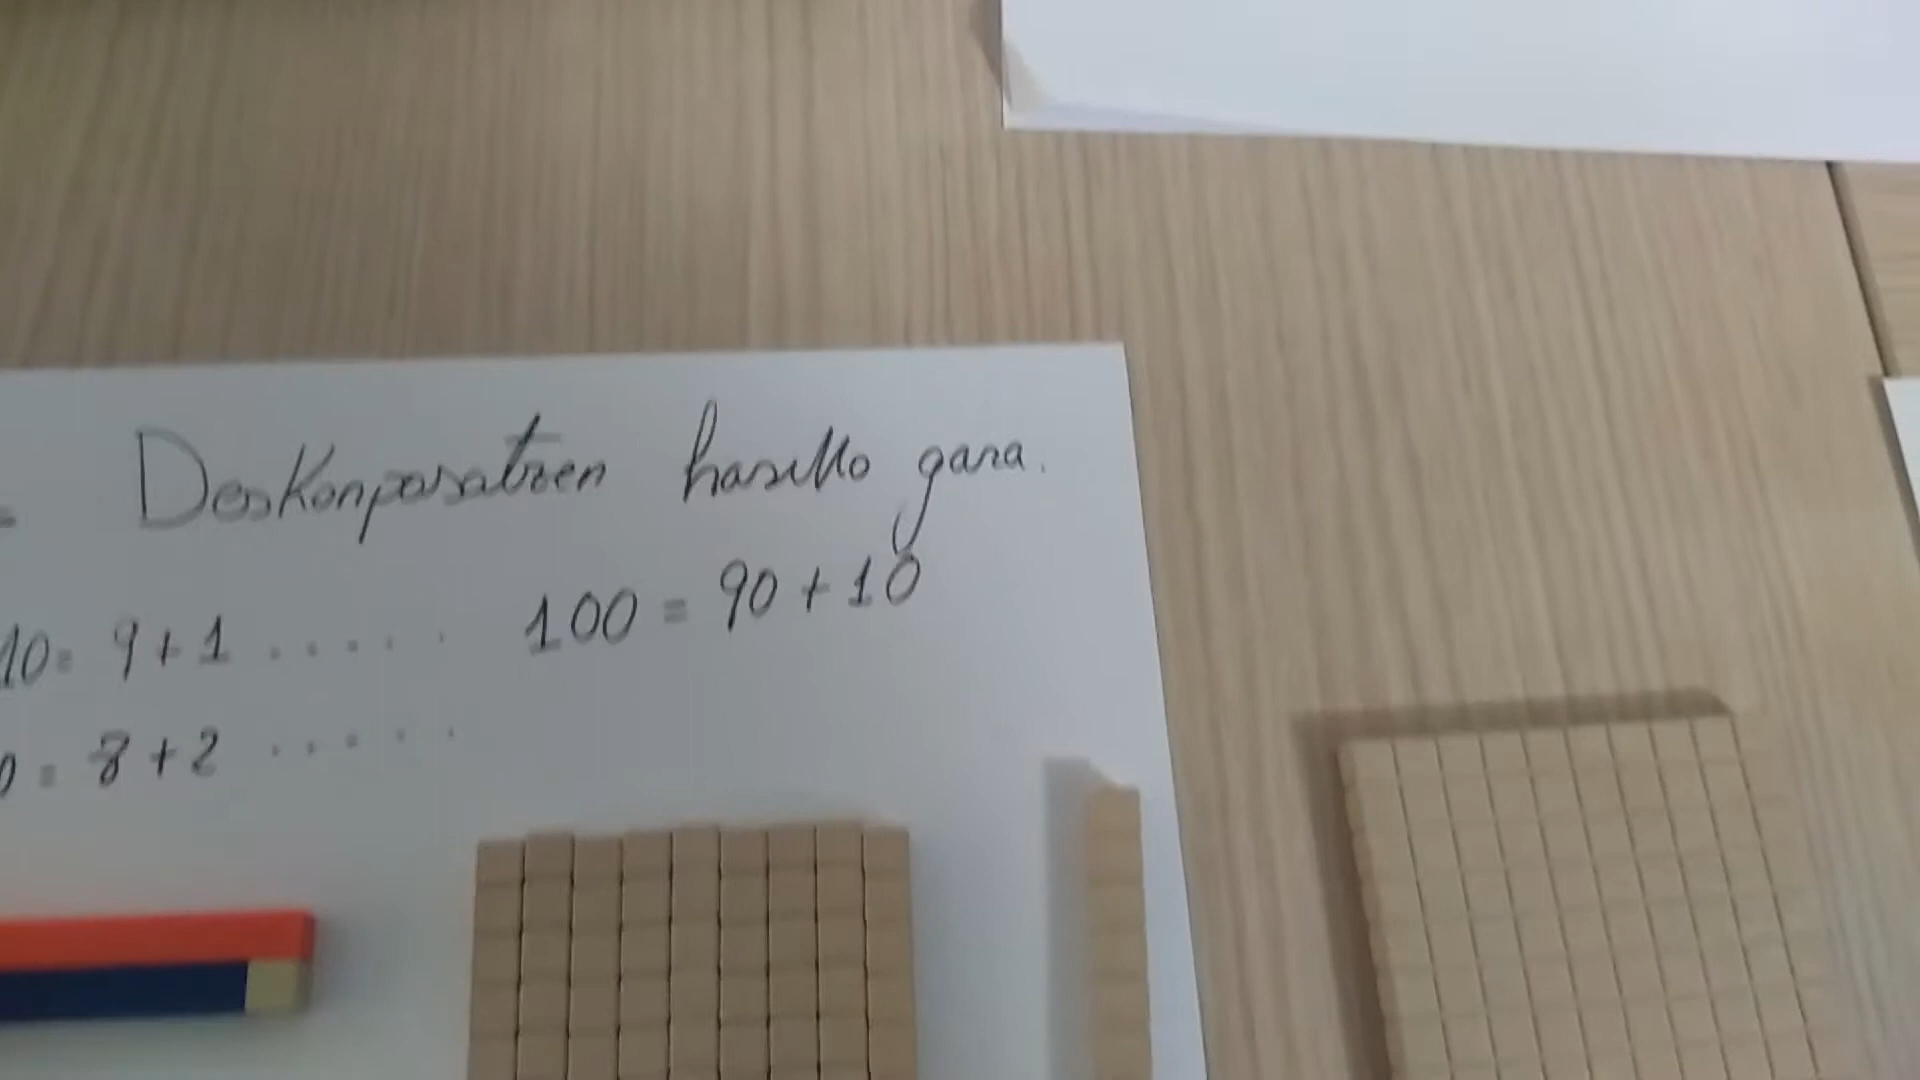 Deskonposatzen hasiko gara.
10 = 9 + 1 . . . . . 100 = 90 + 10
0 = 8 + 2 . . . . .